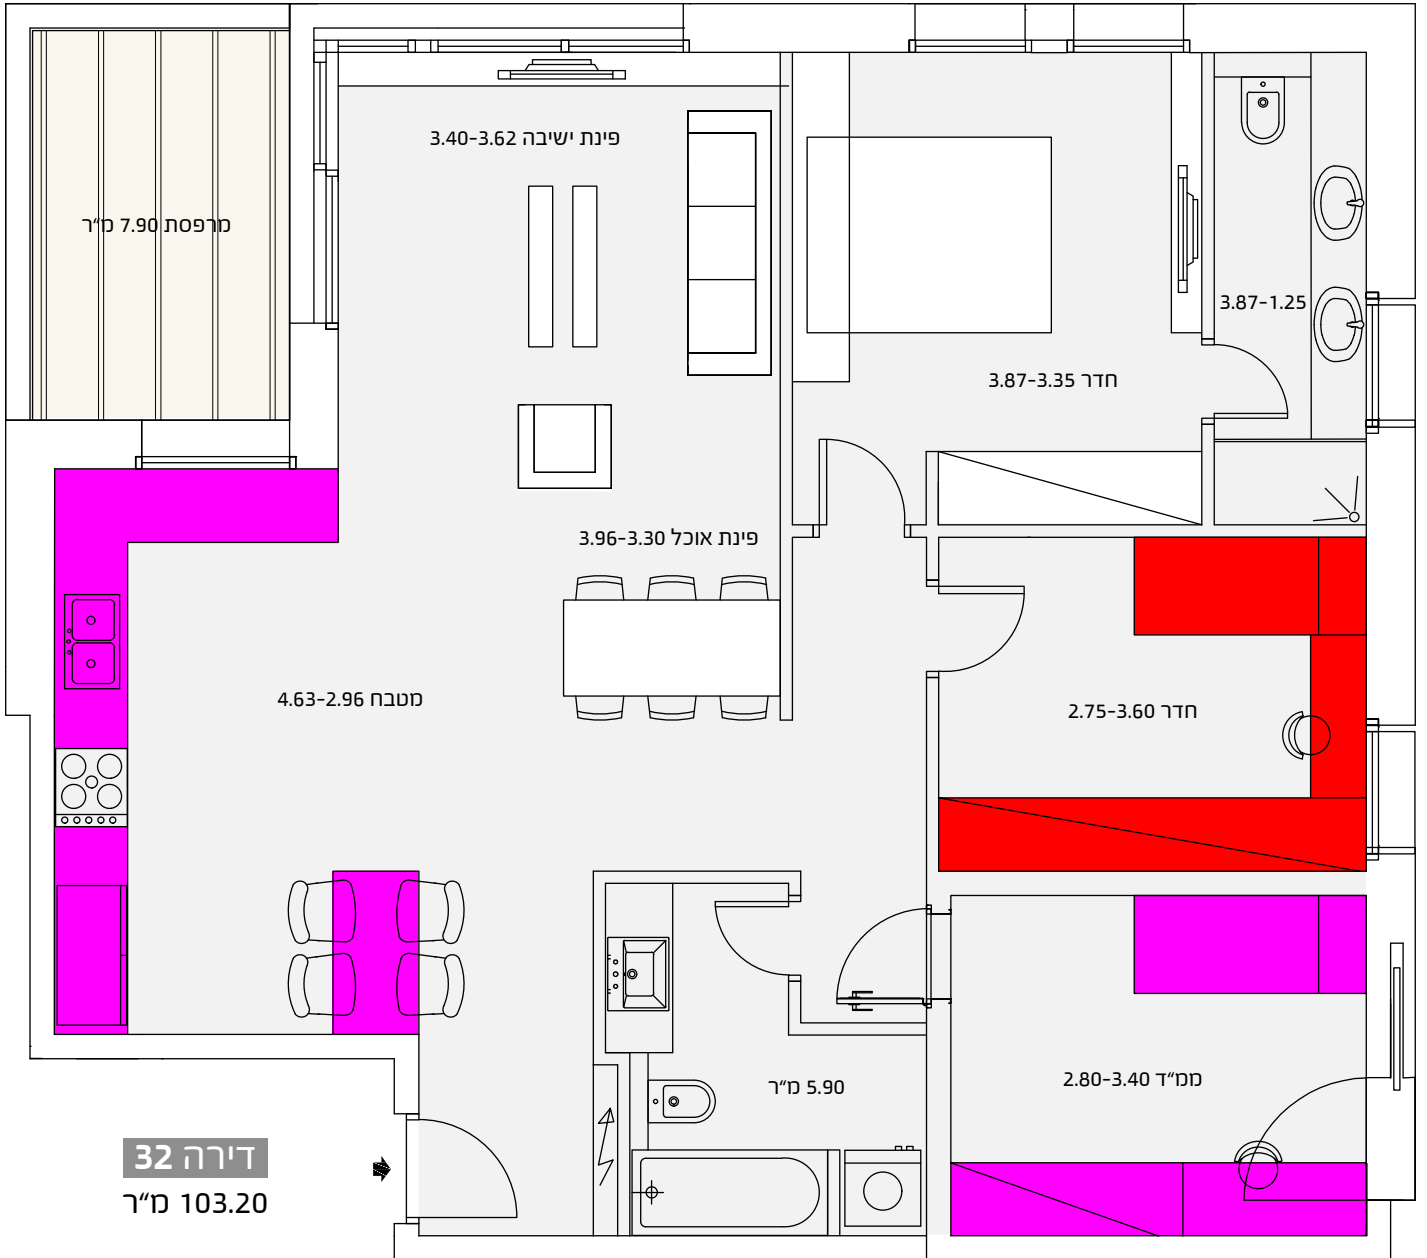 פינת ישיבה 3.40-3.62
מרפסת 7.90 מ"ר
3.87-1.25
חדר 3.87-3.35
פינת אוכל 3.96-3.30
מטבח 4.63-2.96
חדר 2.75-3.60
ממ"ד 2.80-3.40
5.90 מ"ר
דירה 32
103.20 מ"ר